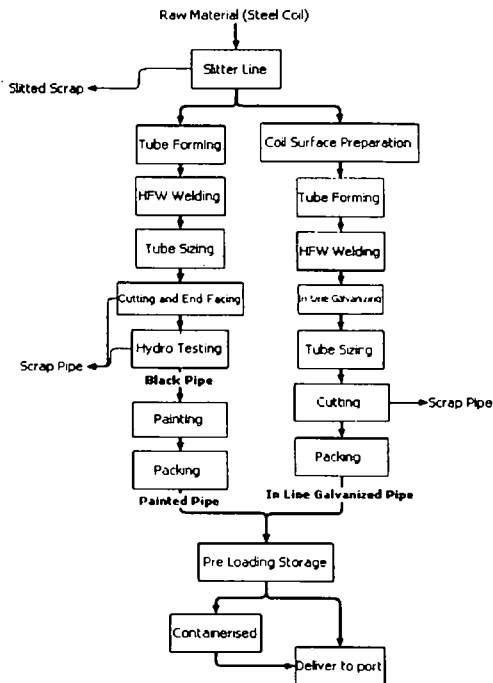 Raw Material (Steel Coil)
Slitter Line
Slitted Scrap
Tube Forming
HFW Welding
Tube Sizing
Cutting and End Facing
Hydro Testing
Scrap Pipe
Black Pipe
Painting
Packing
Painted Pipe
Coil Surface Preparation
Tube Forming
HFW Welding
In Line Galvanizing
Tube Sizing
Cutting
Scrap Pipe
Packing
In Line Galvanized Pipe
Pre Loading Storage
Containerised
Deliver to port